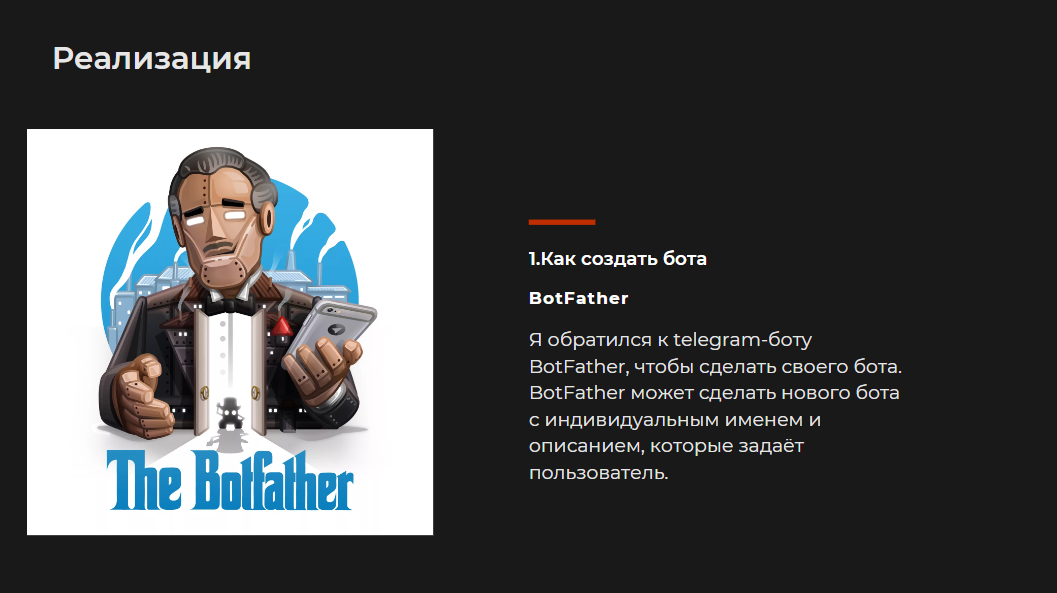 Реализация
The Botfather
1.Как создать бота
BotFather
Я обратился к telegram-боту
BotFather, чтобы сделать своего бота.
BotFather может сделать нового бота
с индивидуальным именем и
описанием, которые задаёт
пользователь.